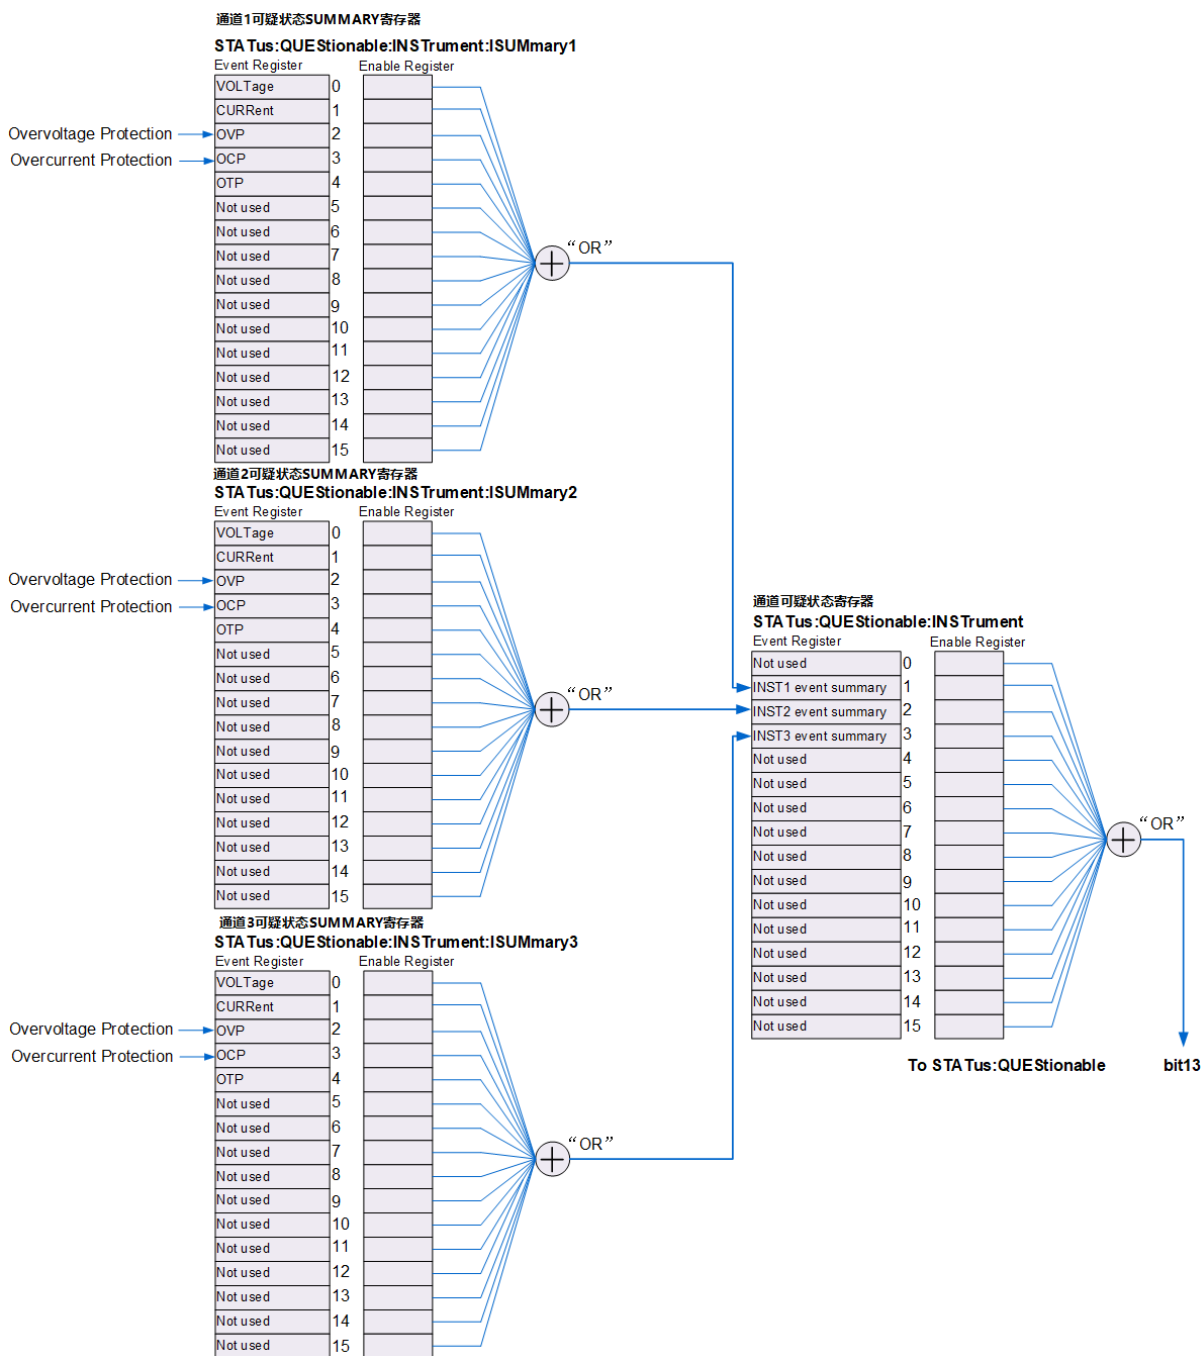 通道1可疑状态SUMMARY寄存器
STATus:QUEStionable:INSTrument:ISUMmary1
Event Register Enable Register
VOLTage 0
CURRent 1
Overvoltage Protection OVP 2
Overcurrent Protection OCP 3
OTP 4
Not used 5
Not used 6
Not used 7
Not used 8
Not used 9
Not used 10
Not used 11
Not used 12
Not used 13
Not used 14
Not used 15
“OR”
通道2可疑状态SUMMARY寄存器
STATus:QUEStionable:INSTrument:ISUMmary2
Event Register Enable Register
VOLTage 0
CURRent 1
Overvoltage Protection OVP 2
Overcurrent Protection OCP 3
OTP 4
Not used 5
Not used 6
Not used 7
Not used 8
Not used 9
Not used 10
Not used 11
Not used 12
Not used 13
Not used 14
Not used 15
“OR”
通道3可疑状态SUMMARY寄存器
STATus:QUEStionable:INSTrument:ISUMmary3
Event Register Enable Register
VOLTage 0
CURRent 1
Overvoltage Protection OVP 2
Overcurrent Protection OCP 3
OTP 4
Not used 5
Not used 6
Not used 7
Not used 8
Not used 9
Not used 10
Not used 11
Not used 12
Not used 13
Not used 14
Not used 15
“OR”
通道可疑状态寄存器
STATus:QUEStionable:INSTrument
Event Register Enable Register
Not used 0
INST1 event summary 1
INST2 event summary 2
INST3 event summary 3
Not used 4
Not used 5
Not used 6
Not used 7
Not used 8
Not used 9
Not used 10
Not used 11
Not used 12
Not used 13
Not used 14
Not used 15
“OR”
To STATus:QUEStionable bit13